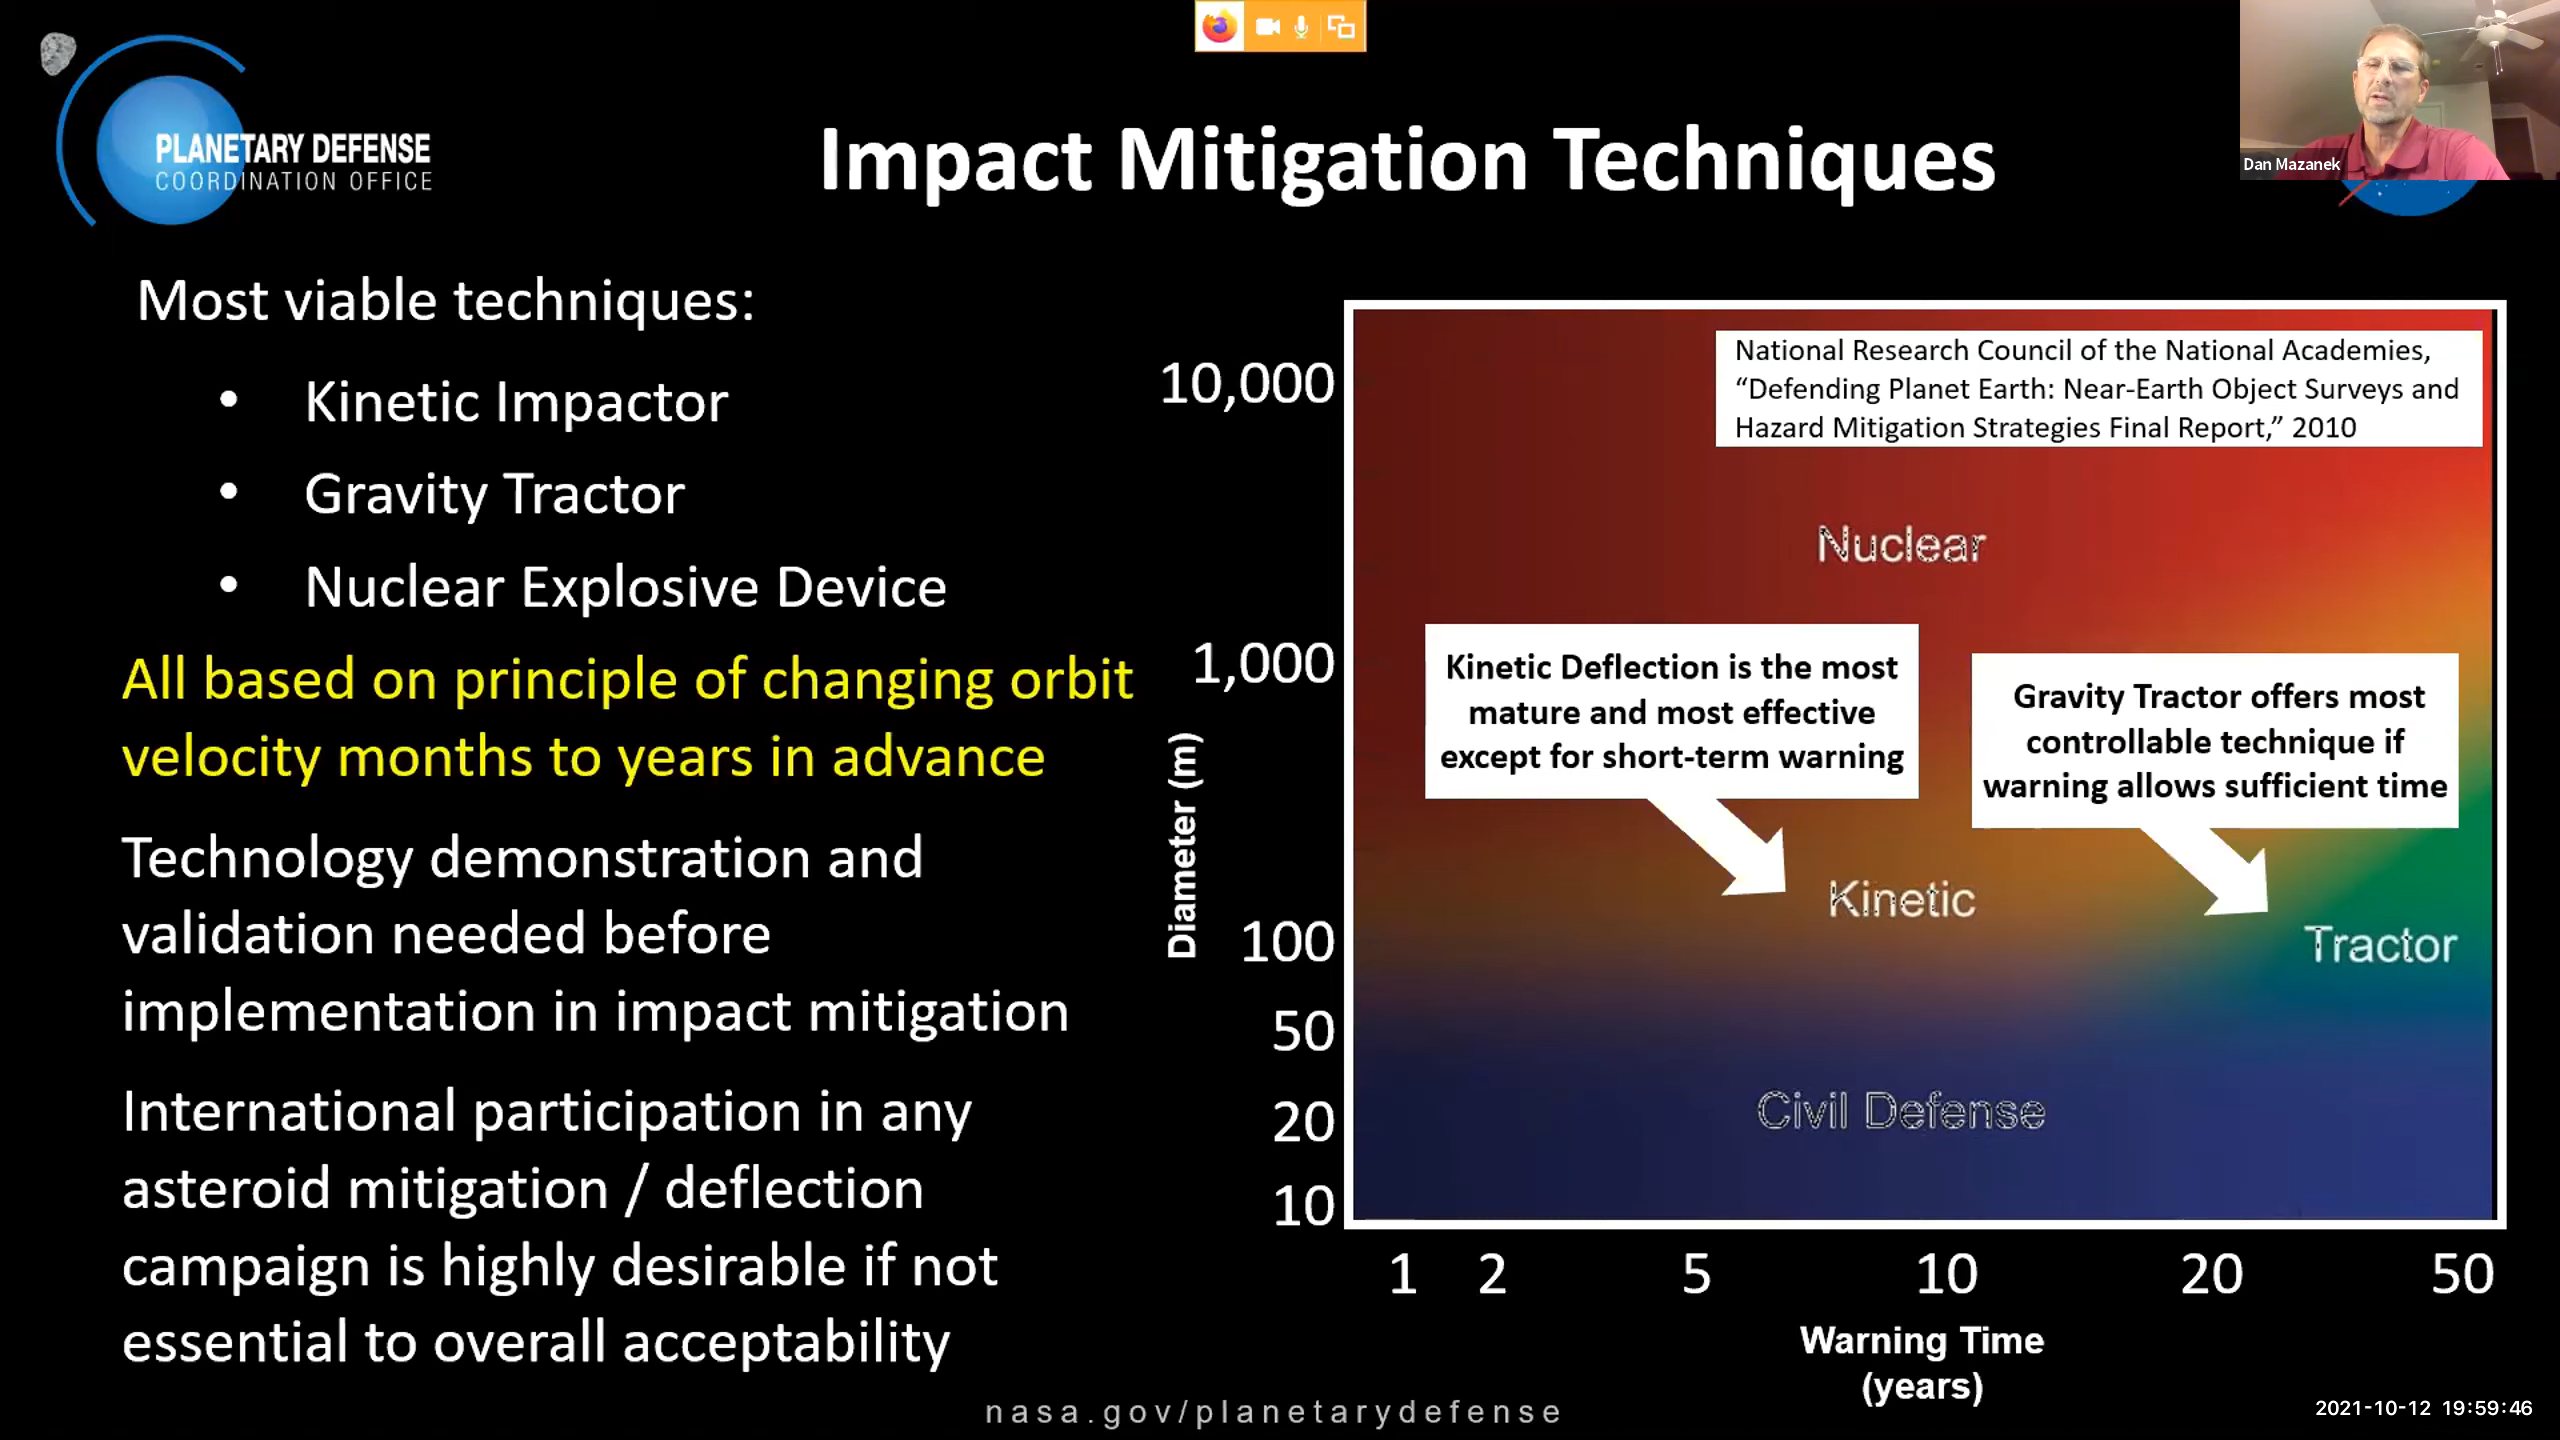 PLANETARY DEFENSE
COORDINATION OFFICE
Impact Mitigation Techniques
Dan Mazanek
Most viable techniques:
• Kinetic Impactor
• Gravity Tractor
• Nuclear Explosive Device
All based on principle of changing orbit
velocity months to years in advance
Technology demonstration and
validation needed before
implementation in impact mitigation
International participation in any
asteroid mitigation / deflection
campaign is highly desirable if not
essential to overall acceptability
National Research Council of the National Academies,
“Defending Planet Earth: Near-Earth Object Surveys and
Hazard Mitigation Strategies Final Report,” 2010
Nuclear
Kinetic Deflection is the most
mature and most effective
except for short-term warning
Gravity Tractor offers most
controllable technique if
warning allows sufficient time
Kinetic
Tractor
Civil Defense
Diameter (m)
10,000
1,000
100
50
20
10
1 2 5 10 20 50
Warning Time
(years)
nasa.gov/planetarydefense
2021-10-12 19:59:46